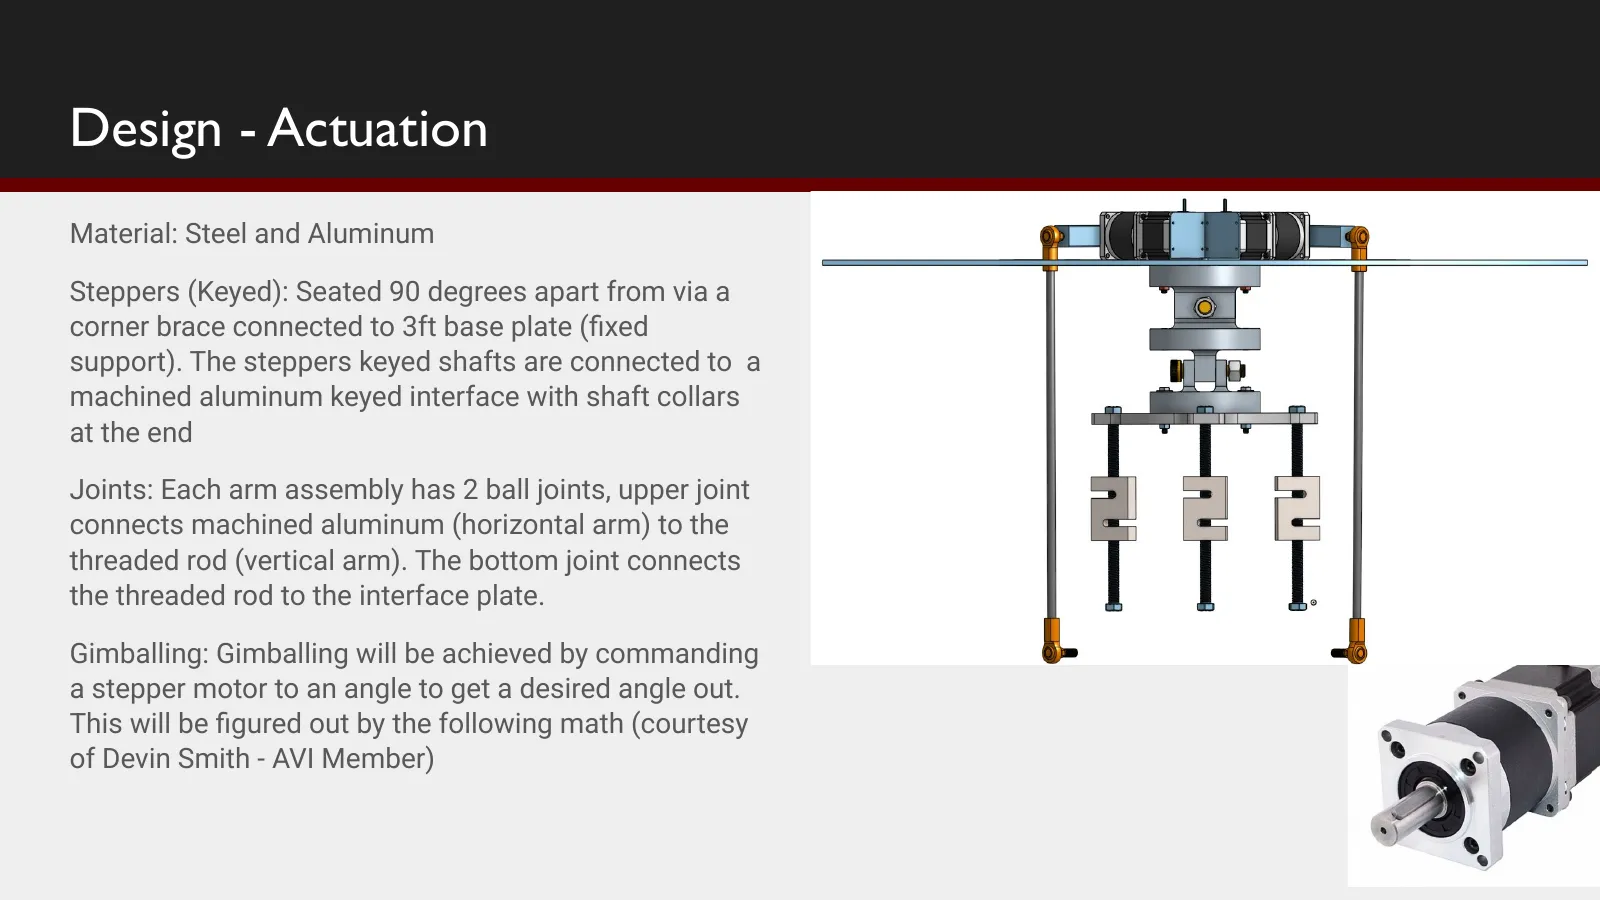 Design - Actuation
Material: Steel and Aluminum
Steppers (Keyed): Seated 90 degrees apart from via a
corner brace connected to 3ft base plate (fixed
support). The steppers keyed shafts are connected to  a
machined aluminum keyed interface with shaft collars
at the end
Joints: Each arm assembly has 2 ball joints, upper joint
connects machined aluminum (horizontal arm) to the
threaded rod (vertical arm). The bottom joint connects
the threaded rod to the interface plate.
Gimballing: Gimballing will be achieved by commanding
a stepper motor to an angle to get a desired angle out.
This will be figured out by the following math (courtesy
of Devin Smith - AVI Member)